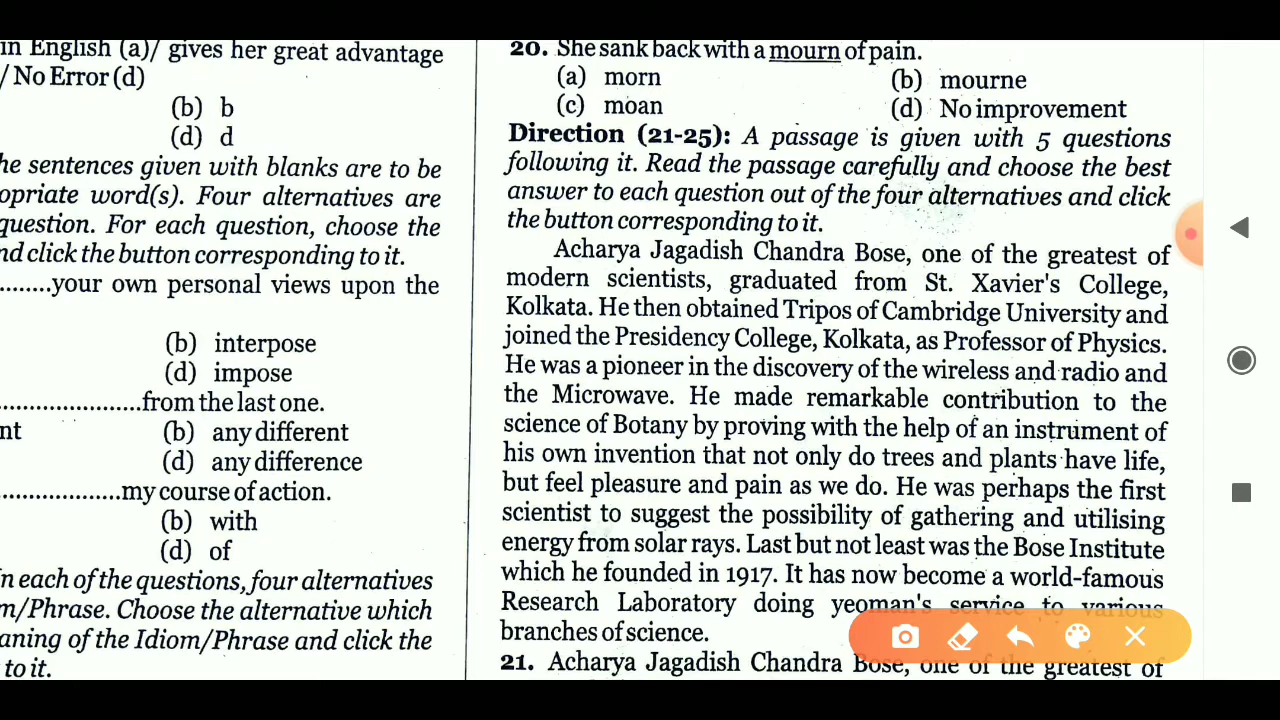 in English (a)/ gives her great advantage
/ No Error (d)
(b) b
(d) d
he sentences given with blanks are to be
opriate word(s). Four alternatives are
question. For each question, choose the
nd click the button corresponding to it.
........your own personal views upon the
(b) interpose
(d) impose
......................from the last one.
nt (b) any different
(d) any difference
....................my course of action.
(b) with
(d) of
In each of the questions, four alternatives
m/Phrase. Choose the alternative which
aning of the Idiom/Phrase and click the
to it.
20. She sank back with a mourn of pain.
(a) morn (b) mourne
(c) moan (d) No improvement
Direction (21-25): A passage is given with 5 questions
following it. Read the passage carefully and choose the best
answer to each question out of the four alternatives and click
the button corresponding to it.
Acharya Jagadish Chandra Bose, one of the greatest of
modern scientists, graduated from St. Xavier's College,
Kolkata. He then obtained Tripos of Cambridge University and
joined the Presidency College, Kolkata, as Professor of Physics.
He was a pioneer in the discovery of the wireless and radio and
the Microwave. He made remarkable contribution to the
science of Botany by proving with the help of an instrument of
his own invention that not only do trees and plants have life,
but feel pleasure and pain as we do. He was perhaps the first
scientist to suggest the possibility of gathering and utilising
energy from solar rays. Last but not least was the Bose Institute
which he founded in 1917. It has now become a world-famous
Research Laboratory doing yeoman's service to various
branches of science.
21. Acharya Jagadish Chandra Bose, one of the greatest of